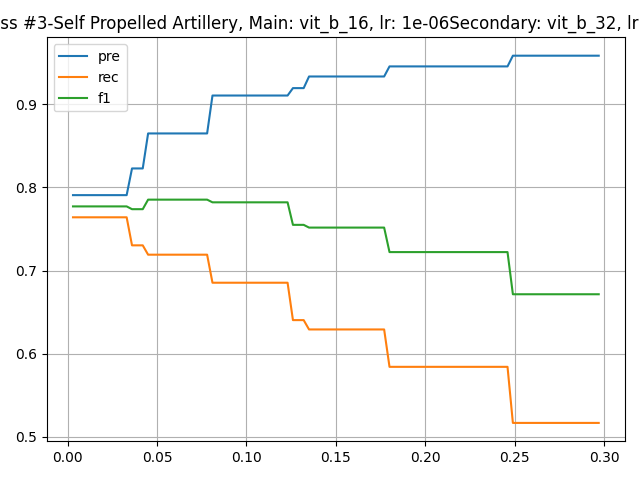 ss #3-Self Propelled Artillery, Main: vit_b_16, lr: 1e-06Secondary: vit_b_32, lr
pre
rec
f1
0.9
0.8
0.7
0.6
0.5
0.00 0.05 0.10 0.15 0.20 0.25 0.30